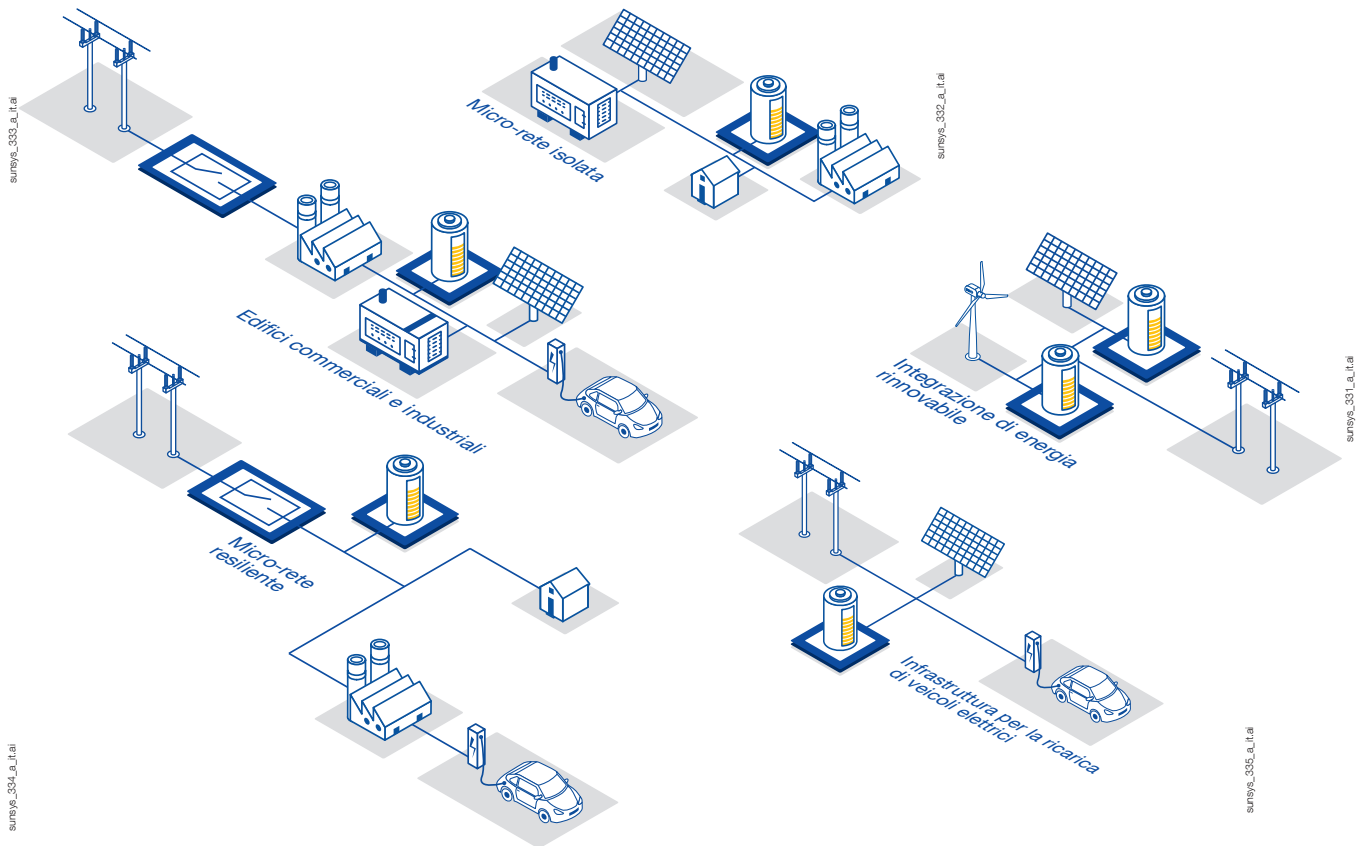 sunsys_333_a_it.ai
Micro-rete isolata
sunsys_332_a_it.ai
Edifici commerciali e industriali
Integrazione di energia
rinnovabile
sunsys_331_a_it.ai
Micro-rete
resiliente
Infrastruttura per la ricarica
di veicoli elettrici
sunsys_334_a_it.ai
sunsys_335_a_it.ai